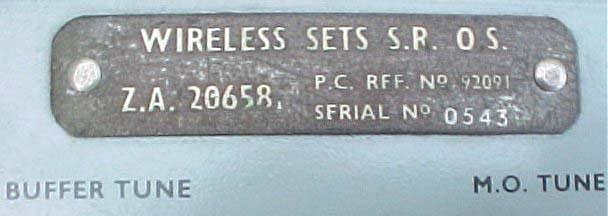 WIRELESS SETS S.R. O S.
Z.A. 20658.
P.C. REF. Nº 92091
SERIAL Nº 0543
BUFFER TUNE
M.O. TUNE